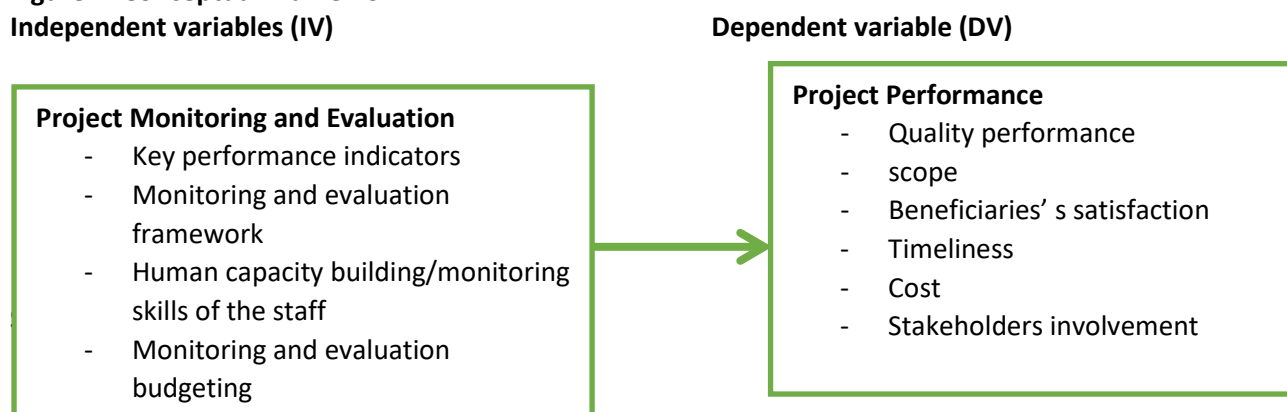 Independent variables (IV)
Dependent variable (DV)
Project Monitoring and Evaluation
- Key performance indicators
- Monitoring and evaluation
framework
- Human capacity building/monitoring
skills of the staff
- Monitoring and evaluation
budgeting
Project Performance
- Quality performance
- scope
- Beneficiaries’ s satisfaction
- Timeliness
- Cost
- Stakeholders involvement